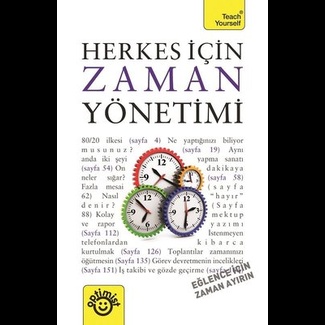 Teach
Yourself
HERKES İÇİN
ZAMAN
YÖNETİMİ
80/20 ilkesi (sayfa 4) Ne yaptığınızı biliyor
musunuz? (sayfa 19) Aynı
anda iki şeyi yapma sanatı
(sayfa 54) On dakikaya
neler sığar? (sayfa 58)
Fazla mesai (sayfa
62) Nasıl "hayır"
denir? (sayfa
88) Kolay mektup
ve rapor yazımı
(Sayfa 112) İstenmeyen
telefonlardan kibarca
kurtulmak (Sayfa 126) Toplantılar zamanınızı
öğütmesin (Sayfa 135) Görev devretmenin incelikleri
(Sayfa 151) İş takibi ve gözde geçirme (sayfa
EĞLENCE İÇİN
ZAMAN AYIRIN
optimist